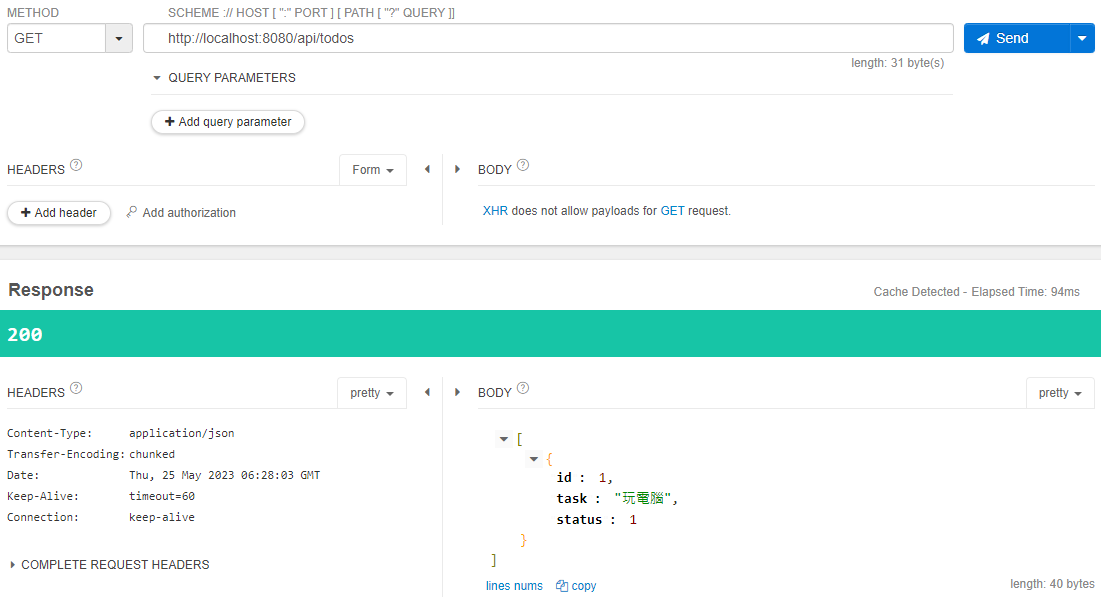 METHOD
SCHEME :// HOST [ ":" PORT ] [ PATH [ "?" QUERY ]]
GET
http://localhost:8080/api/todos
Send
length: 31 byte(s)
QUERY PARAMETERS
+ Add query parameter
HEADERS ?
Form
BODY ?
+ Add header
Add authorization
XHR does not allow payloads for GET request.
Response
Cache Detected - Elapsed Time: 94ms
200
HEADERS ?
pretty
BODY ?
pretty
Content-Type: application/json
Transfer-Encoding: chunked
Date: Thu, 25 May 2023 06:28:03 GMT
Keep-Alive: timeout=60
Connection: keep-alive
COMPLETE REQUEST HEADERS
[
{
id : 1,
task : "玩電腦",
status : 1
}
]
lines nums
copy
length: 40 bytes